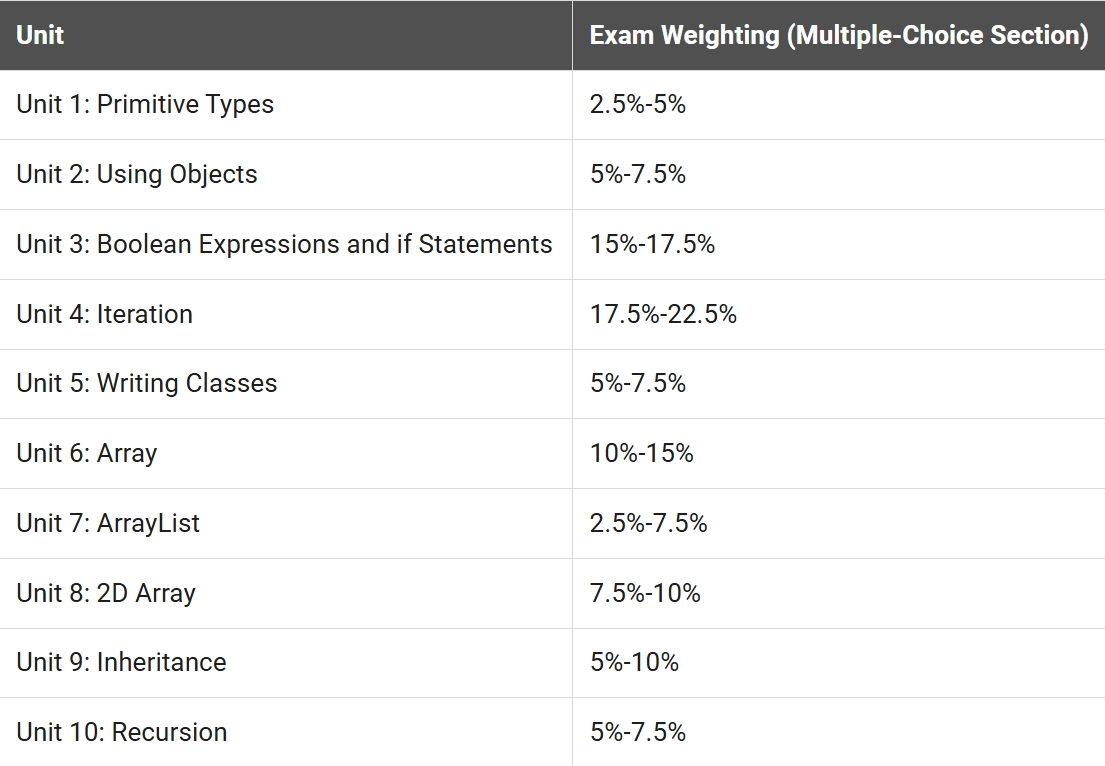 Unit Exam Weighting (Multiple-Choice Section)
Unit 1: Primitive Types 2.5%-5%
Unit 2: Using Objects 5%-7.5%
Unit 3: Boolean Expressions and if Statements 15%-17.5%
Unit 4: Iteration 17.5%-22.5%
Unit 5: Writing Classes 5%-7.5%
Unit 6: Array 10%-15%
Unit 7: ArrayList 2.5%-7.5%
Unit 8: 2D Array 7.5%-10%
Unit 9: Inheritance 5%-10%
Unit 10: Recursion 5%-7.5%